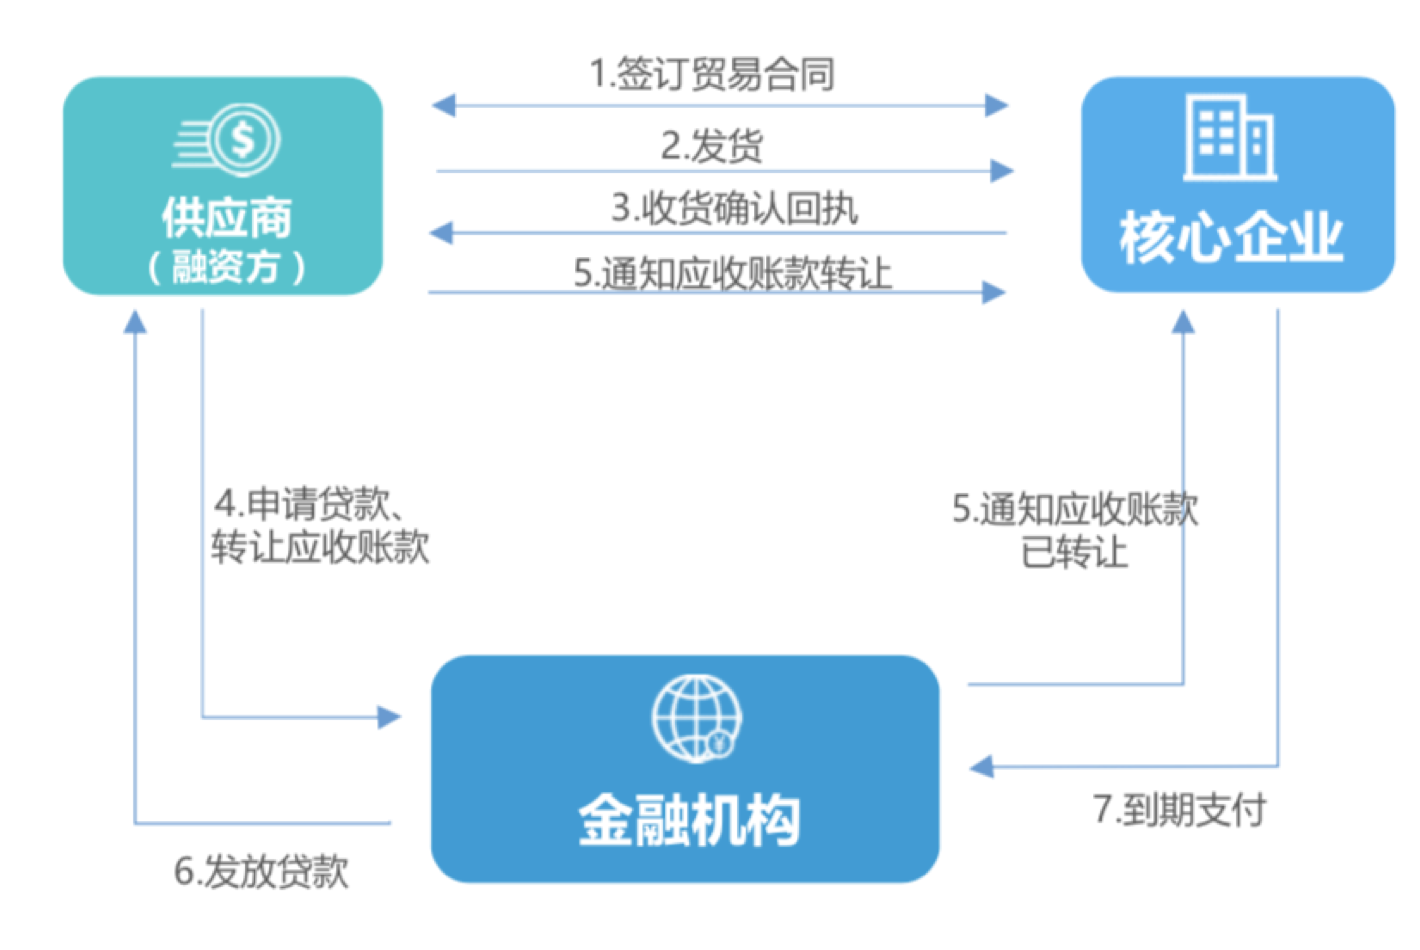 1.签订贸易合同
2.发货
3.收货确认回执
5.通知应收账款转让
$
供应商
（融资方）
核心企业
4.申请贷款、
转让应收账款
5.通知应收账款
已转让
¥
金融机构
7.到期支付
6.发放贷款